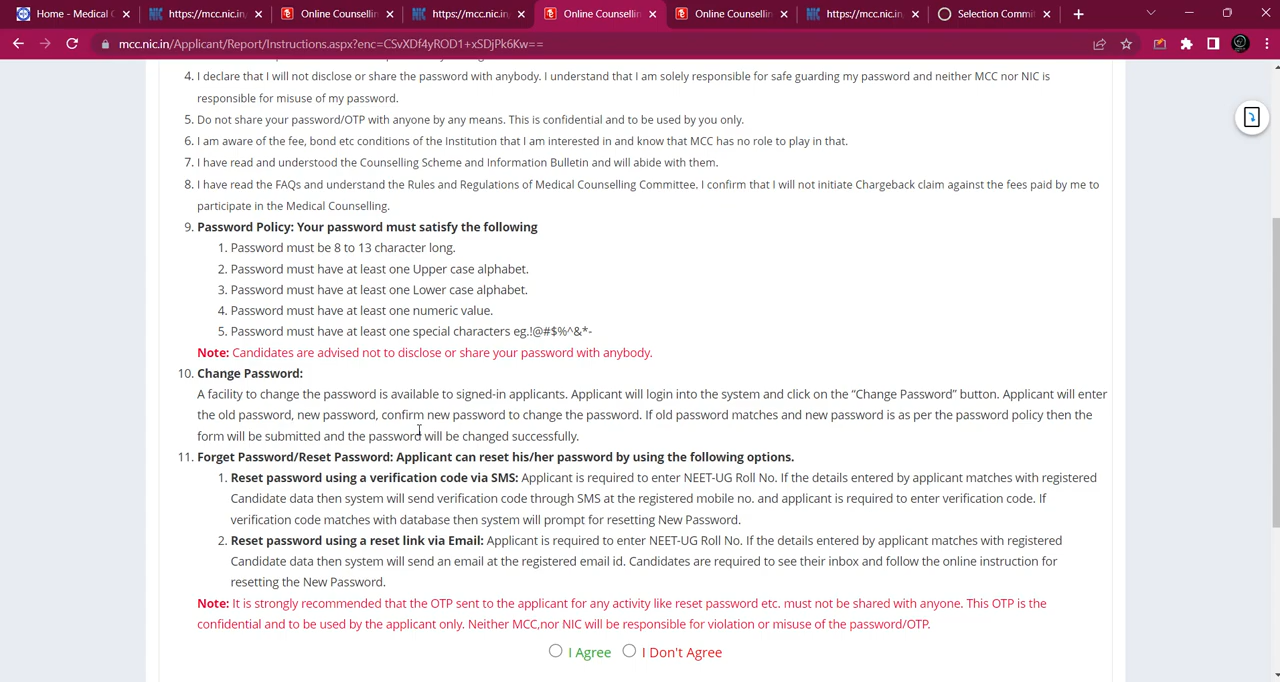 Home - Medical C
https://mcc.nic.in/
Online Counsellin
https://mcc.nic.in/
Online Counsellin
Online Counsellin
https://mcc.nic.in/
Selection Commit
mcc.nic.in/Applicant/Report/Instructions.aspx?enc=CSvXDf4yROD1+xSDjPk6Kw==
4. I declare that I will not disclose or share the password with anybody. I understand that I am solely responsible for safe guarding my password and neither MCC nor NIC is
responsible for misuse of my password.
5. Do not share your password/OTP with anyone by any means. This is confidential and to be used by you only.
6. I am aware of the fee, bond etc conditions of the Institution that I am interested in and know that MCC has no role to play in that.
7. I have read and understood the Counselling Scheme and Information Bulletin and will abide with them.
8. I have read the FAQs and understand the Rules and Regulations of Medical Counselling Committee. I confirm that I will not initiate Chargeback claim against the fees paid by me to
participate in the Medical Counselling.
9. Password Policy: Your password must satisfy the following
1. Password must be 8 to 13 character long.
2. Password must have at least one Upper case alphabet.
3. Password must have at least one Lower case alphabet.
4. Password must have at least one numeric value.
5. Password must have at least one special characters eg.!@#$%^&*-
Note: Candidates are advised not to disclose or share your password with anybody.
10. Change Password:
A facility to change the password is available to signed-in applicants. Applicant will login into the system and click on the “Change Password” button. Applicant will enter
the old password, new password, confirm new password to change the password. If old password matches and new password is as per the password policy then the
form will be submitted and the password will be changed successfully.
11. Forget Password/Reset Password: Applicant can reset his/her password by using the following options.
1. Reset password using a verification code via SMS: Applicant is required to enter NEET-UG Roll No. If the details entered by applicant matches with registered
Candidate data then system will send verification code through SMS at the registered mobile no. and applicant is required to enter verification code. If
verification code matches with database then system will prompt for resetting New Password.
2. Reset password using a reset link via Email: Applicant is required to enter NEET-UG Roll No. If the details entered by applicant matches with registered
Candidate data then system will send an email at the registered email id. Candidates are required to see their inbox and follow the online instruction for
resetting the New Password.
Note: It is strongly recommended that the OTP sent to the applicant for any activity like reset password etc. must not be shared with anyone. This OTP is the
confidential and to be used by the applicant only. Neither MCC,nor NIC will be responsible for violation or misuse of the password/OTP.
I Agree I Don't Agree